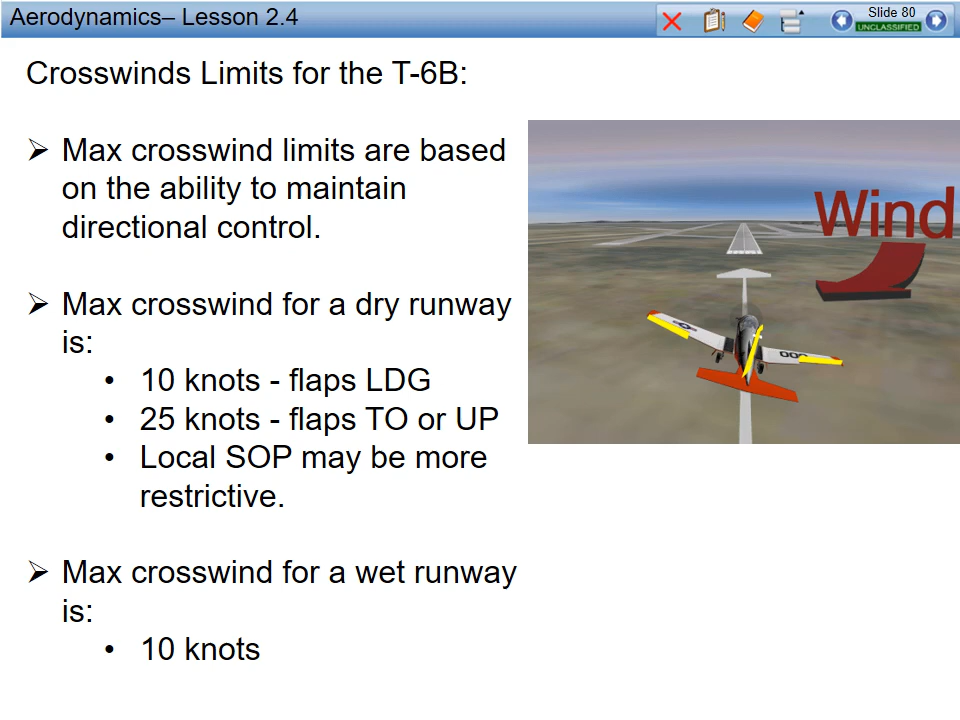 Aerodynamics– Lesson 2.4
Slide 80
UNCLASSIFIED
Crosswinds Limits for the T-6B:
➢ Max crosswind limits are based
on the ability to maintain
directional control.
➢ Max crosswind for a dry runway
is:
• 10 knots - flaps LDG
• 25 knots - flaps TO or UP
• Local SOP may be more
restrictive.
➢ Max crosswind for a wet runway
is:
• 10 knots
Wind